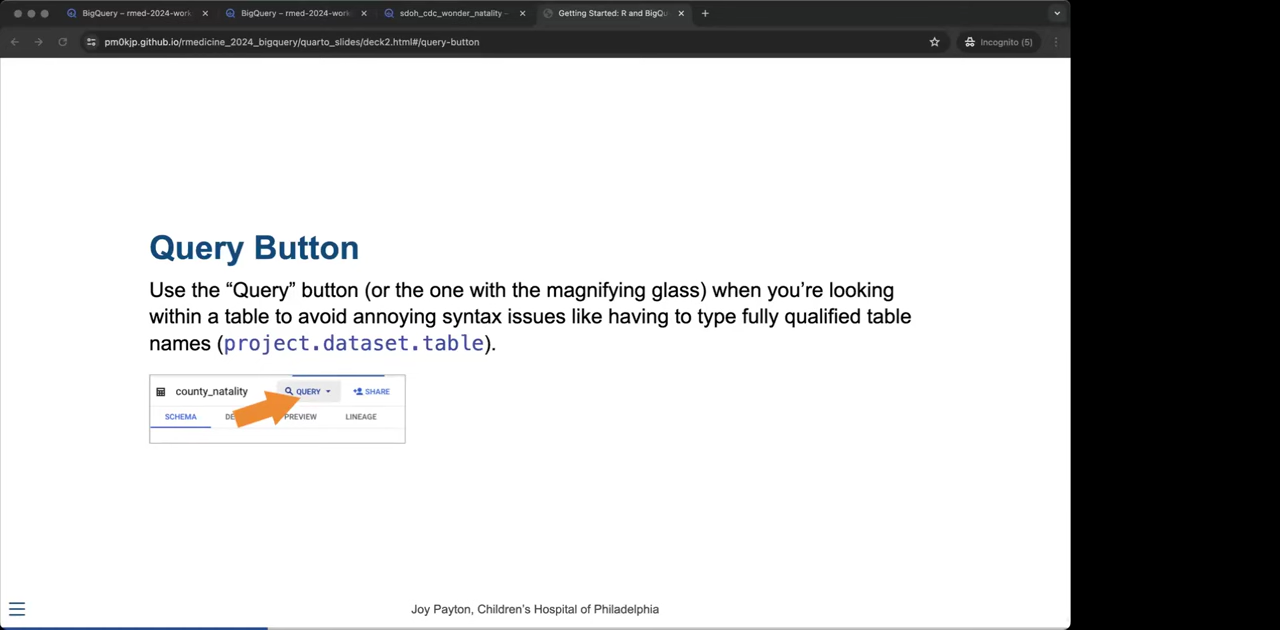 BigQuery – rmed-2024-work
BigQuery – rmed-2024-work
sdoh_cdc_wonder_natality –
Getting Started: R and BigQu
pm0kjp.github.io/rmedicine_2024_bigquery/quarto_slides/deck2.html#/query-button
Incognito (5)
Query Button
Use the “Query” button (or the one with the magnifying glass) when you’re looking
within a table to avoid annoying syntax issues like having to type fully qualified table
names (project.dataset.table).
county_natality QUERY SHARE
SCHEMA DE PREVIEW LINEAGE
Joy Payton, Children’s Hospital of Philadelphia